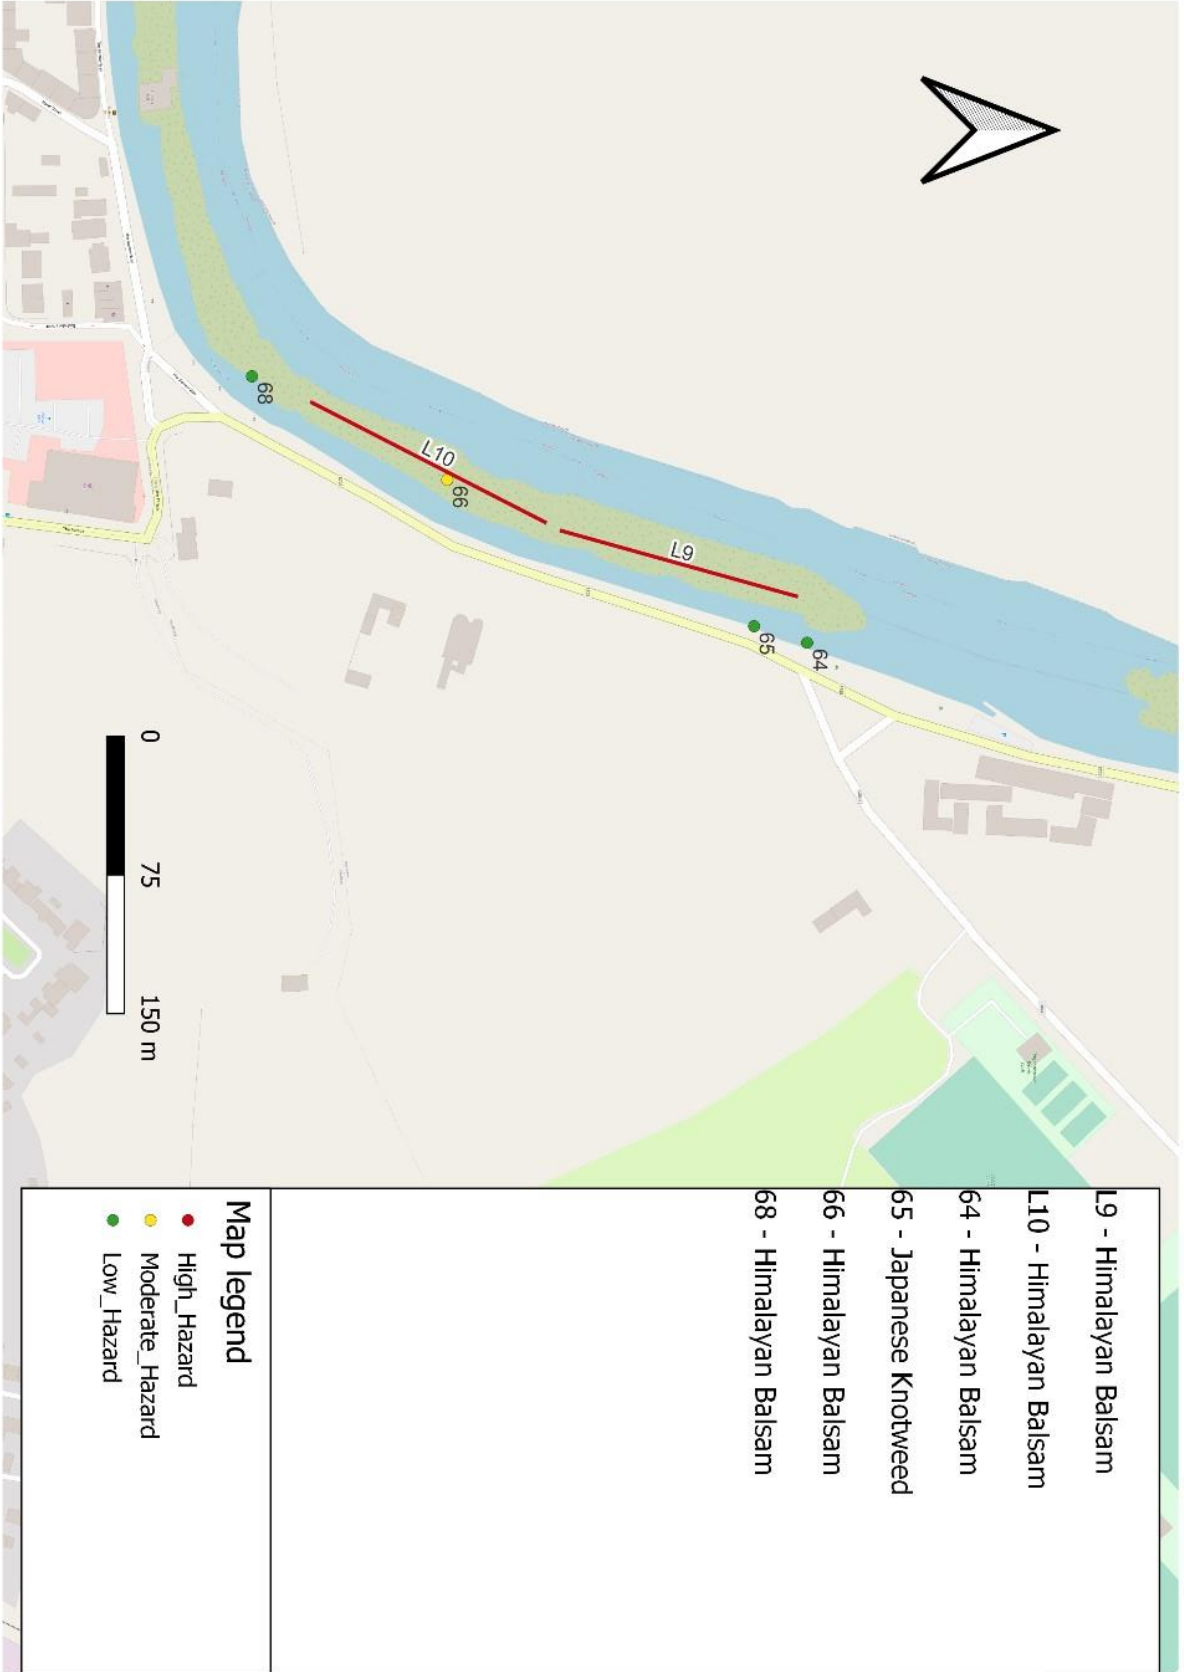 68
L10
66
L9
65
64
0
75
150 m
L9 - Himalayan Balsam
L10 - Himalayan Balsam
64 - Himalayan Balsam
65 - Japanese Knotweed
66 - Himalayan Balsam
68 - Himalayan Balsam
Map legend
High_Hazard
Moderate_Hazard
Low_Hazard